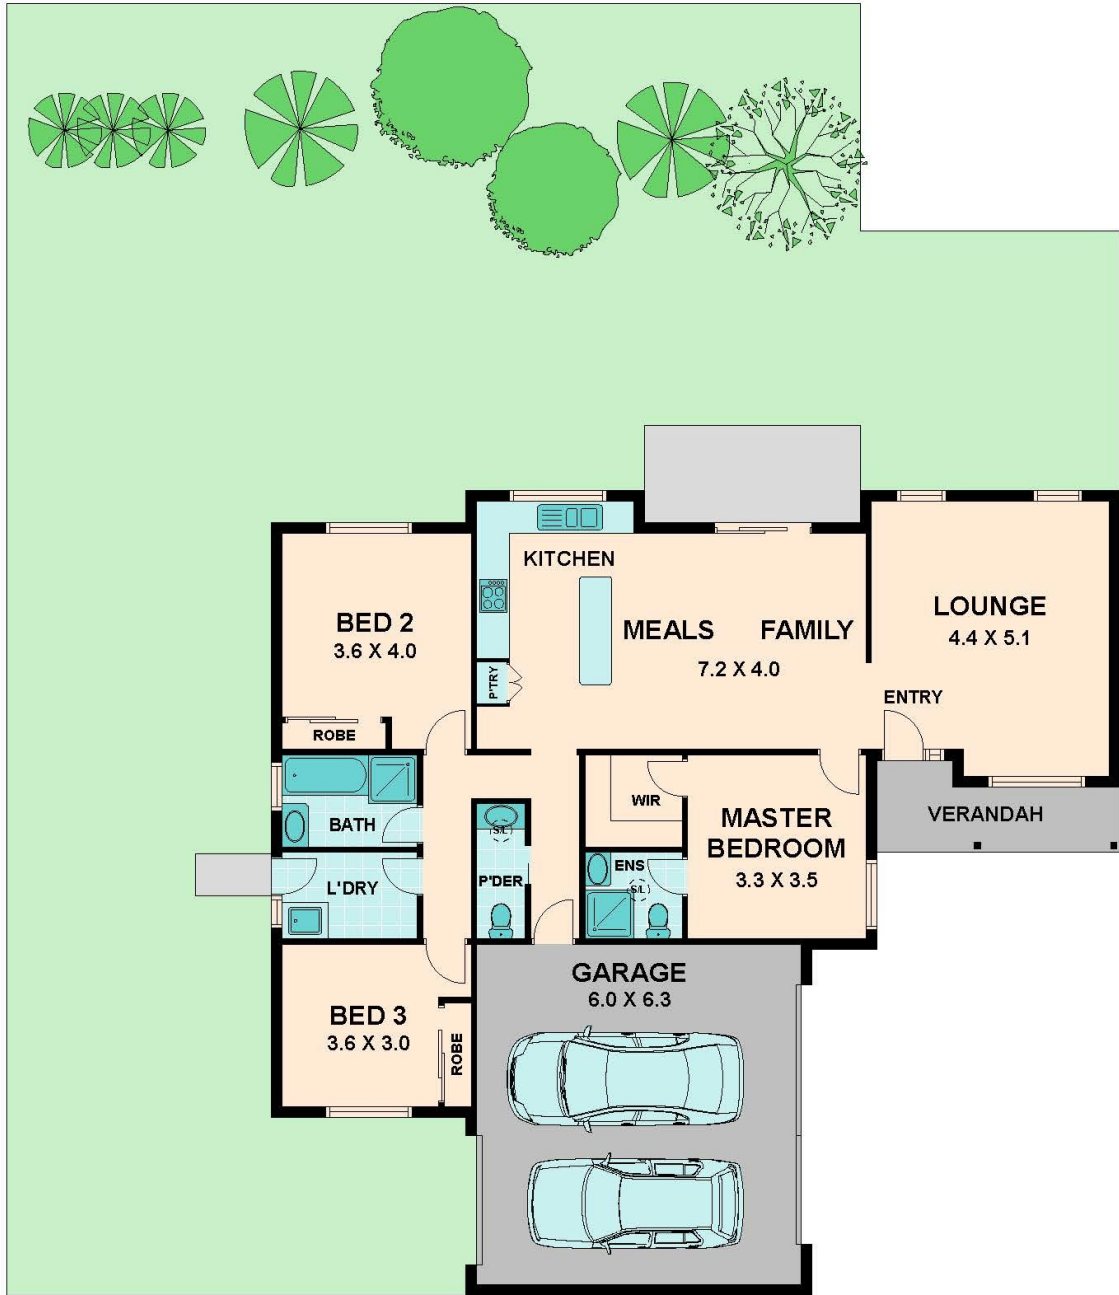 KITCHEN
BED 2
3.6 X 4.0
MEALS FAMILY
7.2 X 4.0
LOUNGE
4.4 X 5.1
P'TRY
ENTRY
ROBE
WIR
MASTER
BEDROOM
3.3 X 3.5
VERANDAH
BATH
S/L
P'DER
ENS
S/L
L'DRY
GARAGE
6.0 X 6.3
BED 3
3.6 X 3.0
ROBE